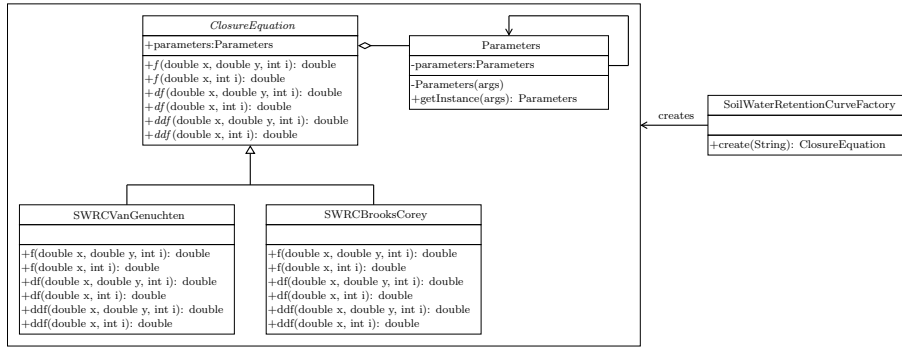 ClosureEquation
+parameters:Parameters
+f(double x, double y, int i): double
+f(double x, int i): double
+df(double x, double y, int i): double
+df(double x, int i): double
+ddf(double x, double y, int i): double
+ddf(double x, int i): double
Parameters
-parameters:Parameters
-Parameters(args)
+getInstance(args): Parameters
creates
SoilWaterRetentionCurveFactory
+create(String): ClosureEquation
SWRCVanGenuchten
+f(double x, double y, int i): double
+f(double x, int i): double
+df(double x, double y, int i): double
+df(double x, int i): double
+ddf(double x, double y, int i): double
+ddf(double x, int i): double
SWRCBrooksCorey
+f(double x, double y, int i): double
+f(double x, int i): double
+df(double x, double y, int i): double
+df(double x, int i): double
+ddf(double x, double y, int i): double
+ddf(double x, int i): double